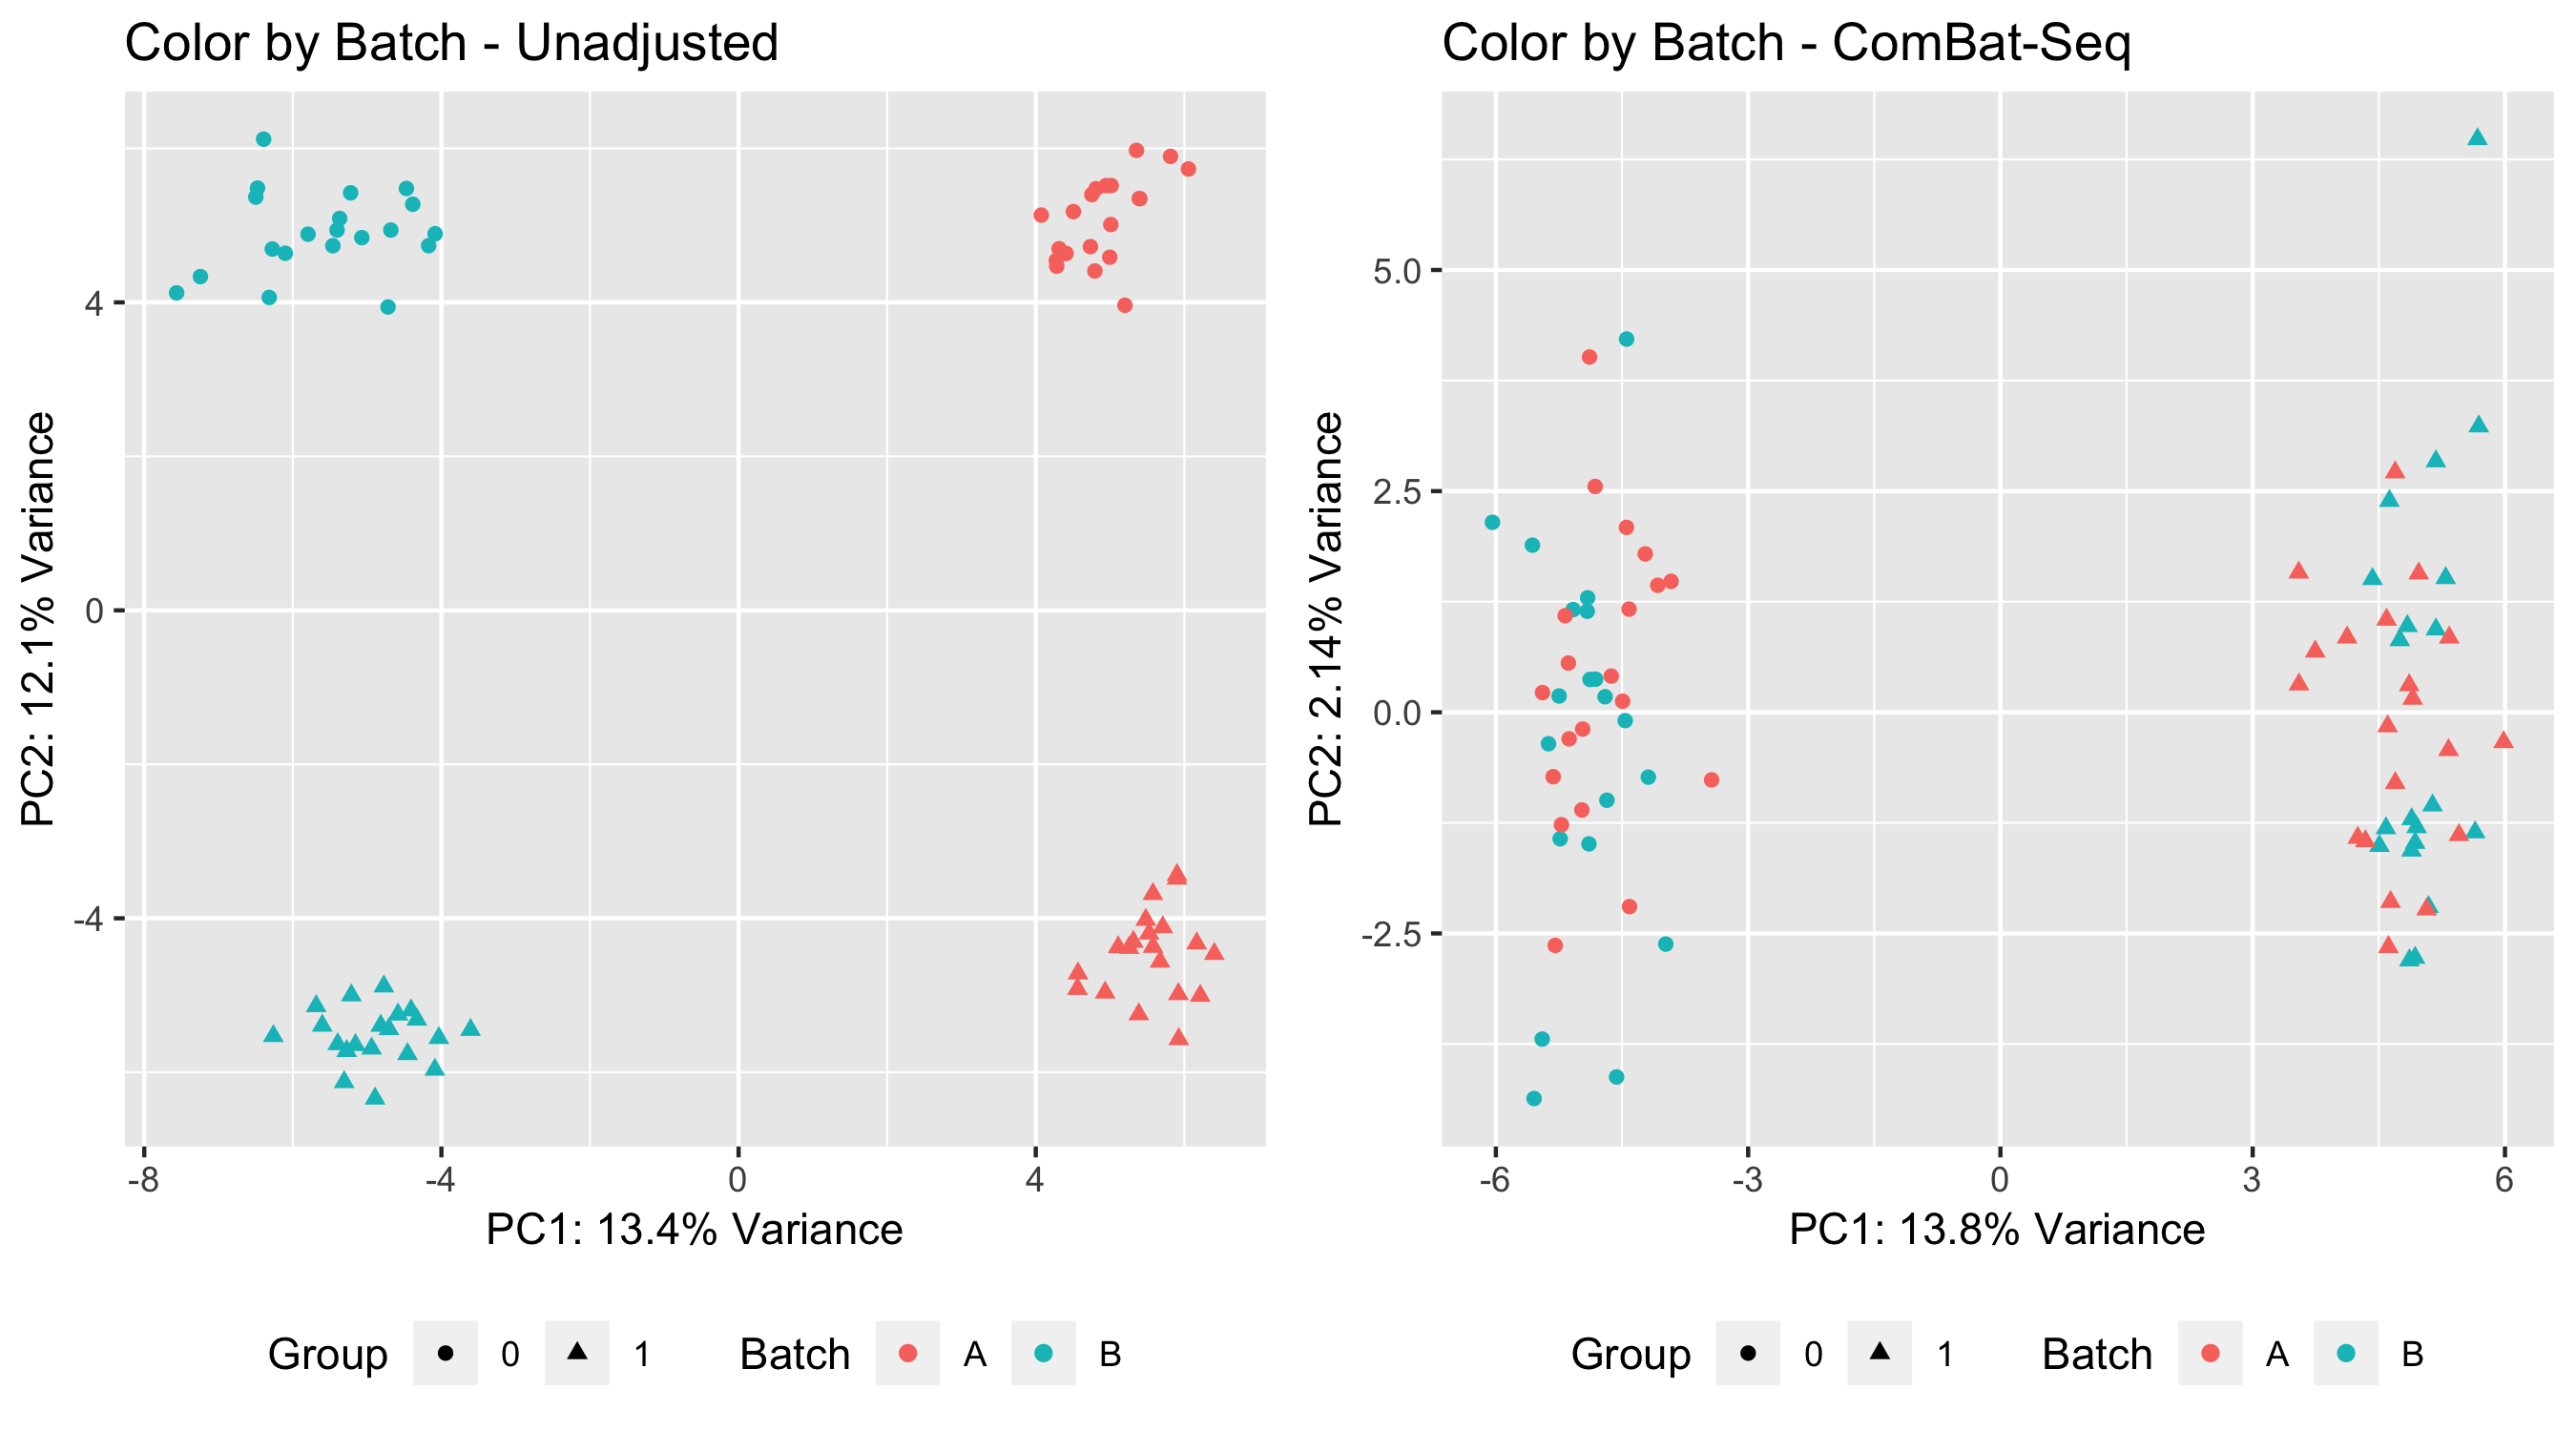 Color by Batch - Unadjusted
PC2: 12.1% Variance
4
0
-4
-8 -4 0 4
PC1: 13.4% Variance
Group 0 1 Batch A B
Color by Batch - ComBat-Seq
PC2: 2.14% Variance
5.0
2.5
0.0
-2.5
-6 -3 0 3 6
PC1: 13.8% Variance
Group 0 1 Batch A B